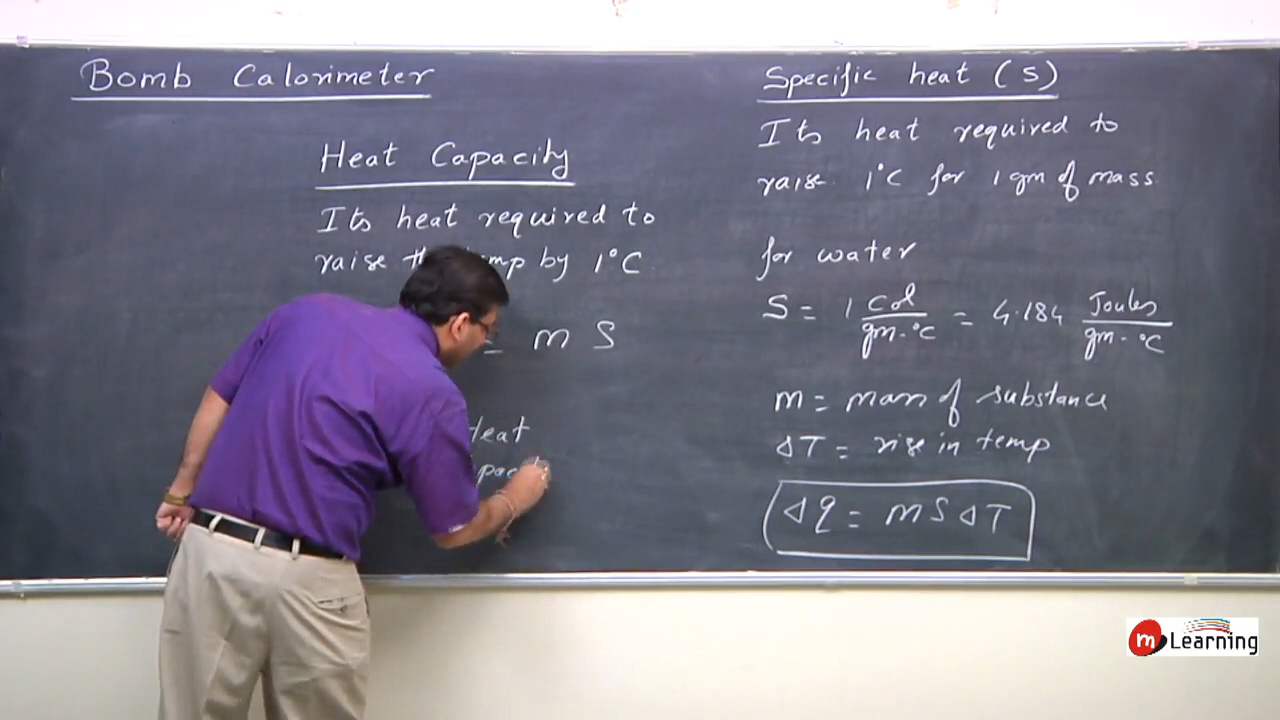 Bomb Calorimeter
Heat Capacity
Its heat required to
raise by 1°C
= m S
Specific heat (s)
Its heat required to
raise 1°C for 1 gm of mass
for water
S = 1 Cal/gm-°C = 4.184 Joules/gm-°C
m = mass of substance
ΔT = rise in temp
Δq = m S ΔT
m Learning